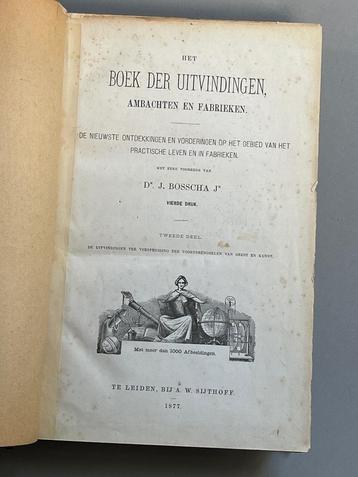 HET
BOEK DER UITVINDINGEN,
AMBACHTEN EN FABRIEKEN.
DE NIEUWSTE ONTDEKKINGEN EN VORDERINGEN OP HET GEBIED VAN HET
PRACTISCHE LEVEN EN IN FABRIEKEN.
MET EENE VOORREDE VAN
Dr. J. BOSSCHA Jr
VIERDE DRUK.
TWEEDE DEEL.
DE UITVINDINGEN TER VERSPREIDING DER VOORTBRENGSELEN VAN GEEST EN KUNST.
Met meer dan 1000 Afbeeldingen.
TE LEIDEN, BIJ A. W. SIJTHOFF.
1877.